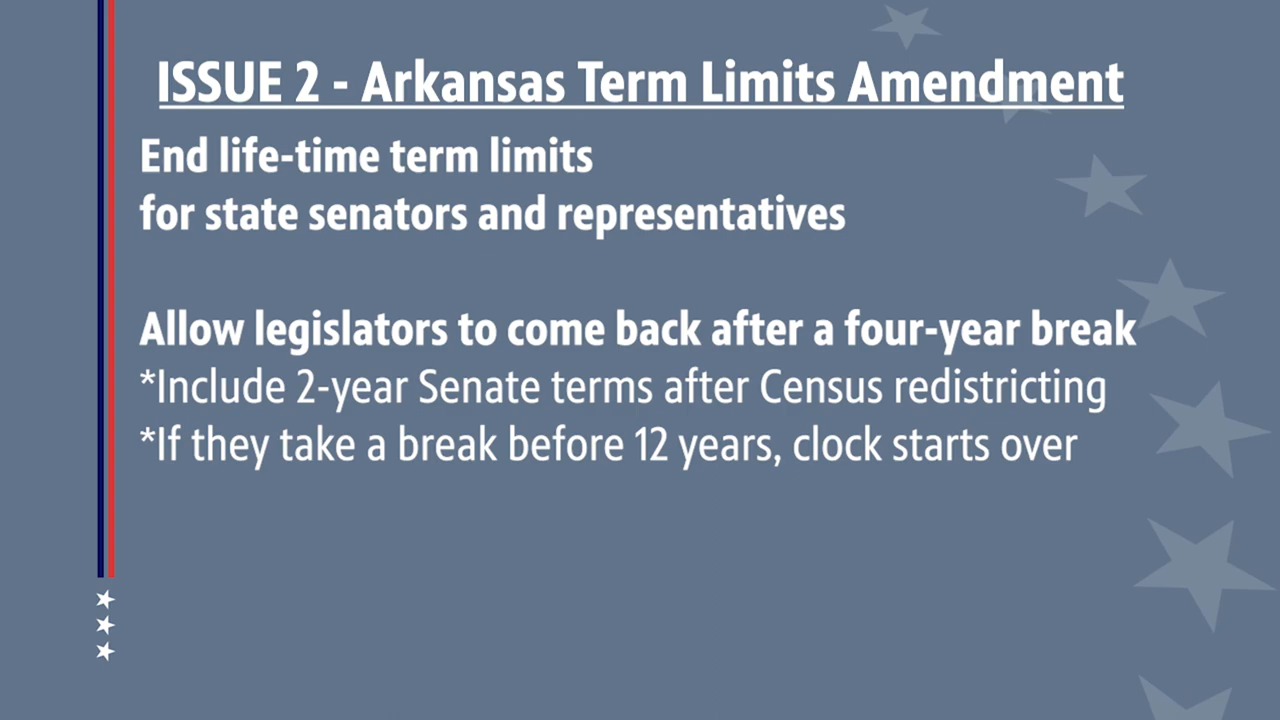 ISSUE 2 - Arkansas Term Limits Amendment
End life-time term limits
for state senators and representatives
Allow legislators to come back after a four-year break
*Include 2-year Senate terms after Census redistricting
*If they take a break before 12 years, clock starts over